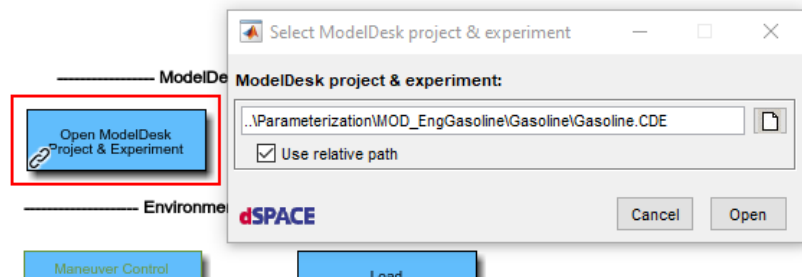 Select ModelDesk project & experiment
----------------- ModelDe
ModelDesk project & experiment:
..\Parameterization\MOD_EngGasoline\Gasoline\Gasoline.CDE
Use relative path
Open ModelDesk
Project & Experiment
-------------------- Environme
dSPACE
Cancel
Open
Maneuver Control
Load